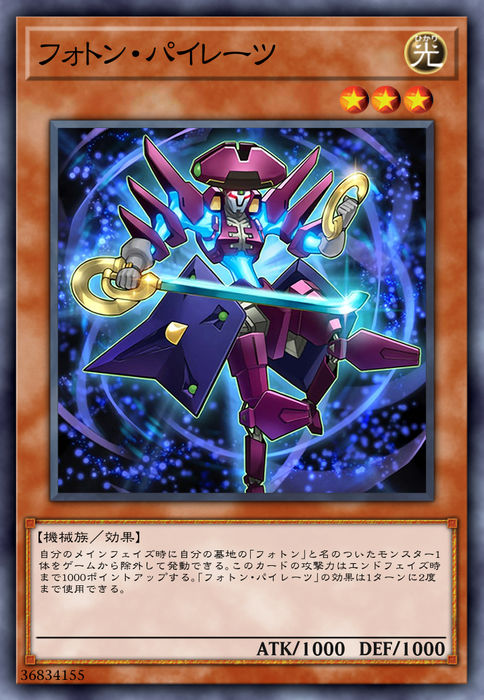 フォトン・パイレーツ
ひかり
光
【機械族／効果】
自分のメインフェイズ時に自分の墓地の「フォトン」と名のついたモンスター1
体をゲームから除外して発動できる。このカードの攻撃力はエンドフェイズ時
まで1000ポイントアップする。「フォトン・パイレーツ」の効果は1ターンに2度
まで使用できる。
ATK/1000 DEF/1000
36834155